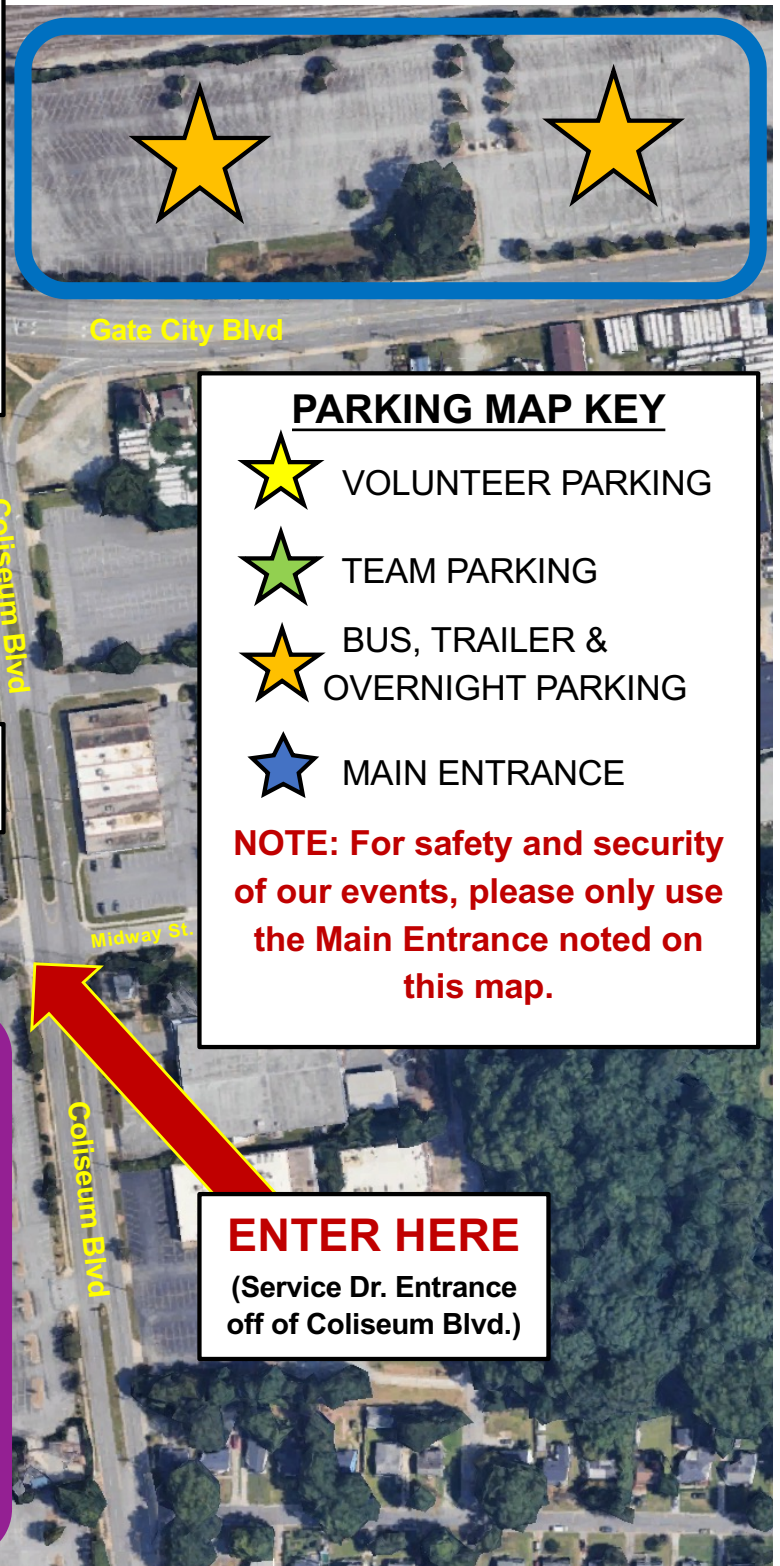 Gate City Blvd
PARKING MAP KEY
VOLUNTEER PARKING
TEAM PARKING
BUS, TRAILER &
OVERNIGHT PARKING
MAIN ENTRANCE
NOTE: For safety and security
of our events, please only use
the Main Entrance noted on
this map.
Coliseum Blvd
Midway St.
Coliseum Blvd
ENTER HERE
(Service Dr. Entrance
off of Coliseum Blvd.)